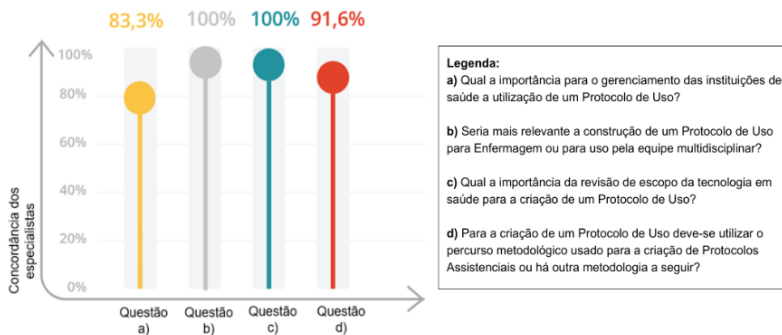 83,3% 100% 100% 91,6%
100%
80%
60%
40%
20%
0%
Concordância dos
especialistas
Questão
a)
Questão
b)
Questão
c)
Questão
d)
Legenda:
a) Qual a importância para o gerenciamento das instituições de
saúde a utilização de um Protocolo de Uso?
b) Seria mais relevante a construção de um Protocolo de Uso
para Enfermagem ou para uso pela equipe multidisciplinar?
c) Qual a importância da revisão de escopo da tecnologia em
saúde para a criação de um Protocolo de Uso?
d) Para a criação de um Protocolo de Uso deve-se utilizar o
percurso metodológico usado para a criação de Protocolos
Assistenciais ou há outra metodologia a seguir?